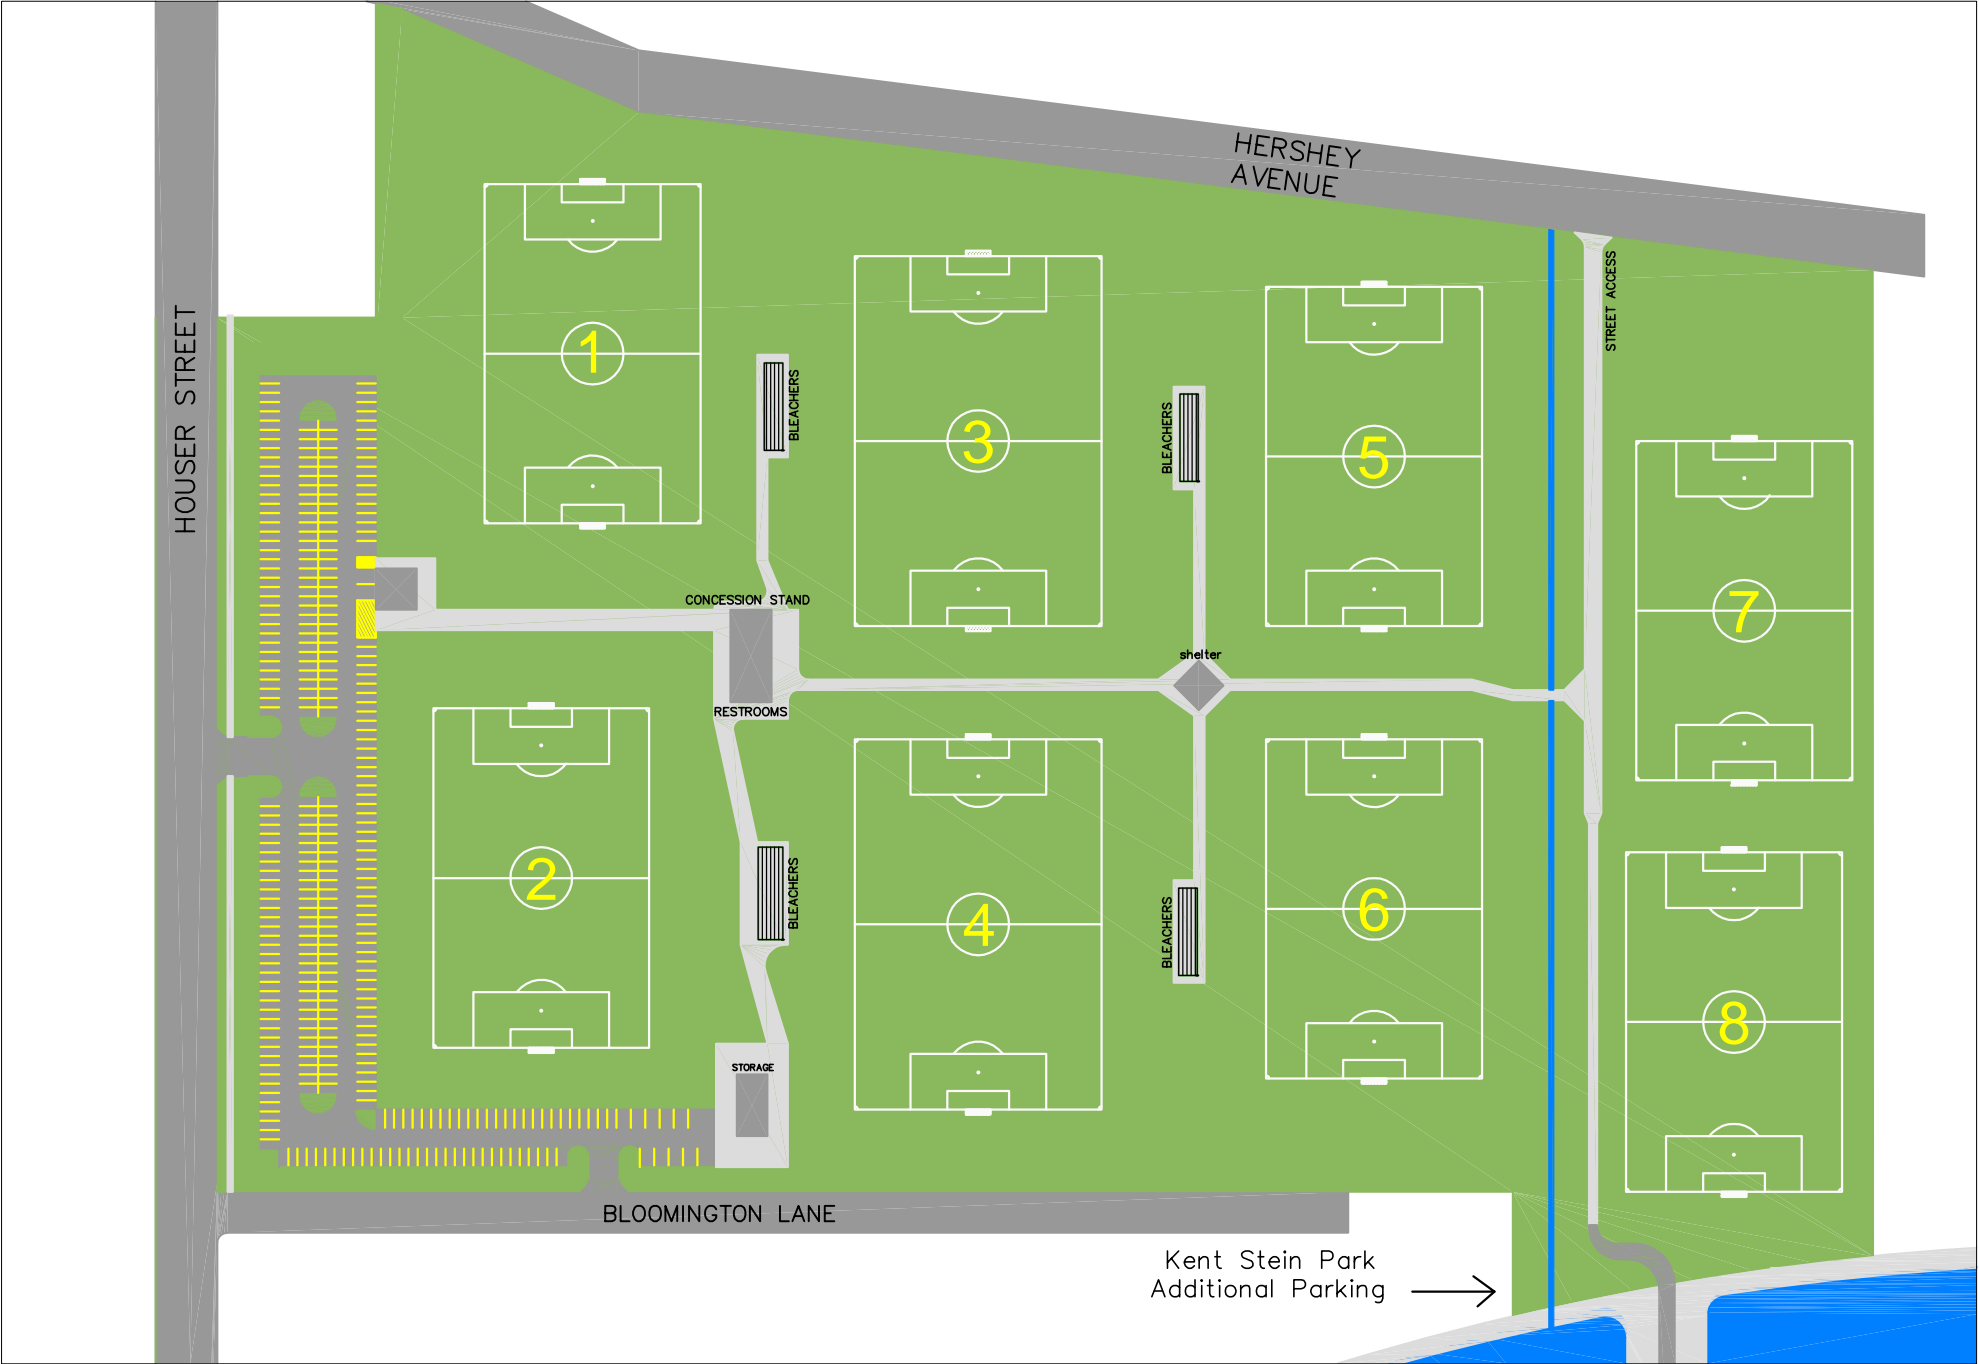 HERSHEY
AVENUE
STREET ACCESS
HOUSER STREET
1
BLEACHERS
3
BLEACHERS
5
7
CONCESSION STAND
shelter
RESTROOMS
2
BLEACHERS
4
BLEACHERS
6
8
STORAGE
BLOOMINGTON LANE
Kent Stein Park
Additional Parking